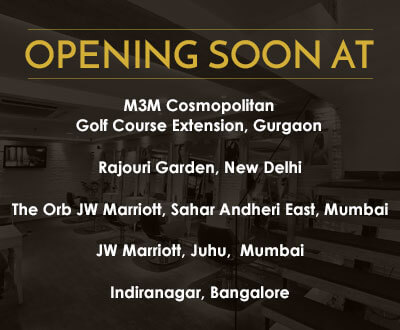 OPENING SOON AT
M3M Cosmopolitan
Golf Course Extension, Gurgaon
Rajouri Garden, New Delhi
The Orb JW Marriott, Sahar Andheri East, Mumbai
JW Marriott, Juhu, Mumbai
Indiranagar, Bangalore